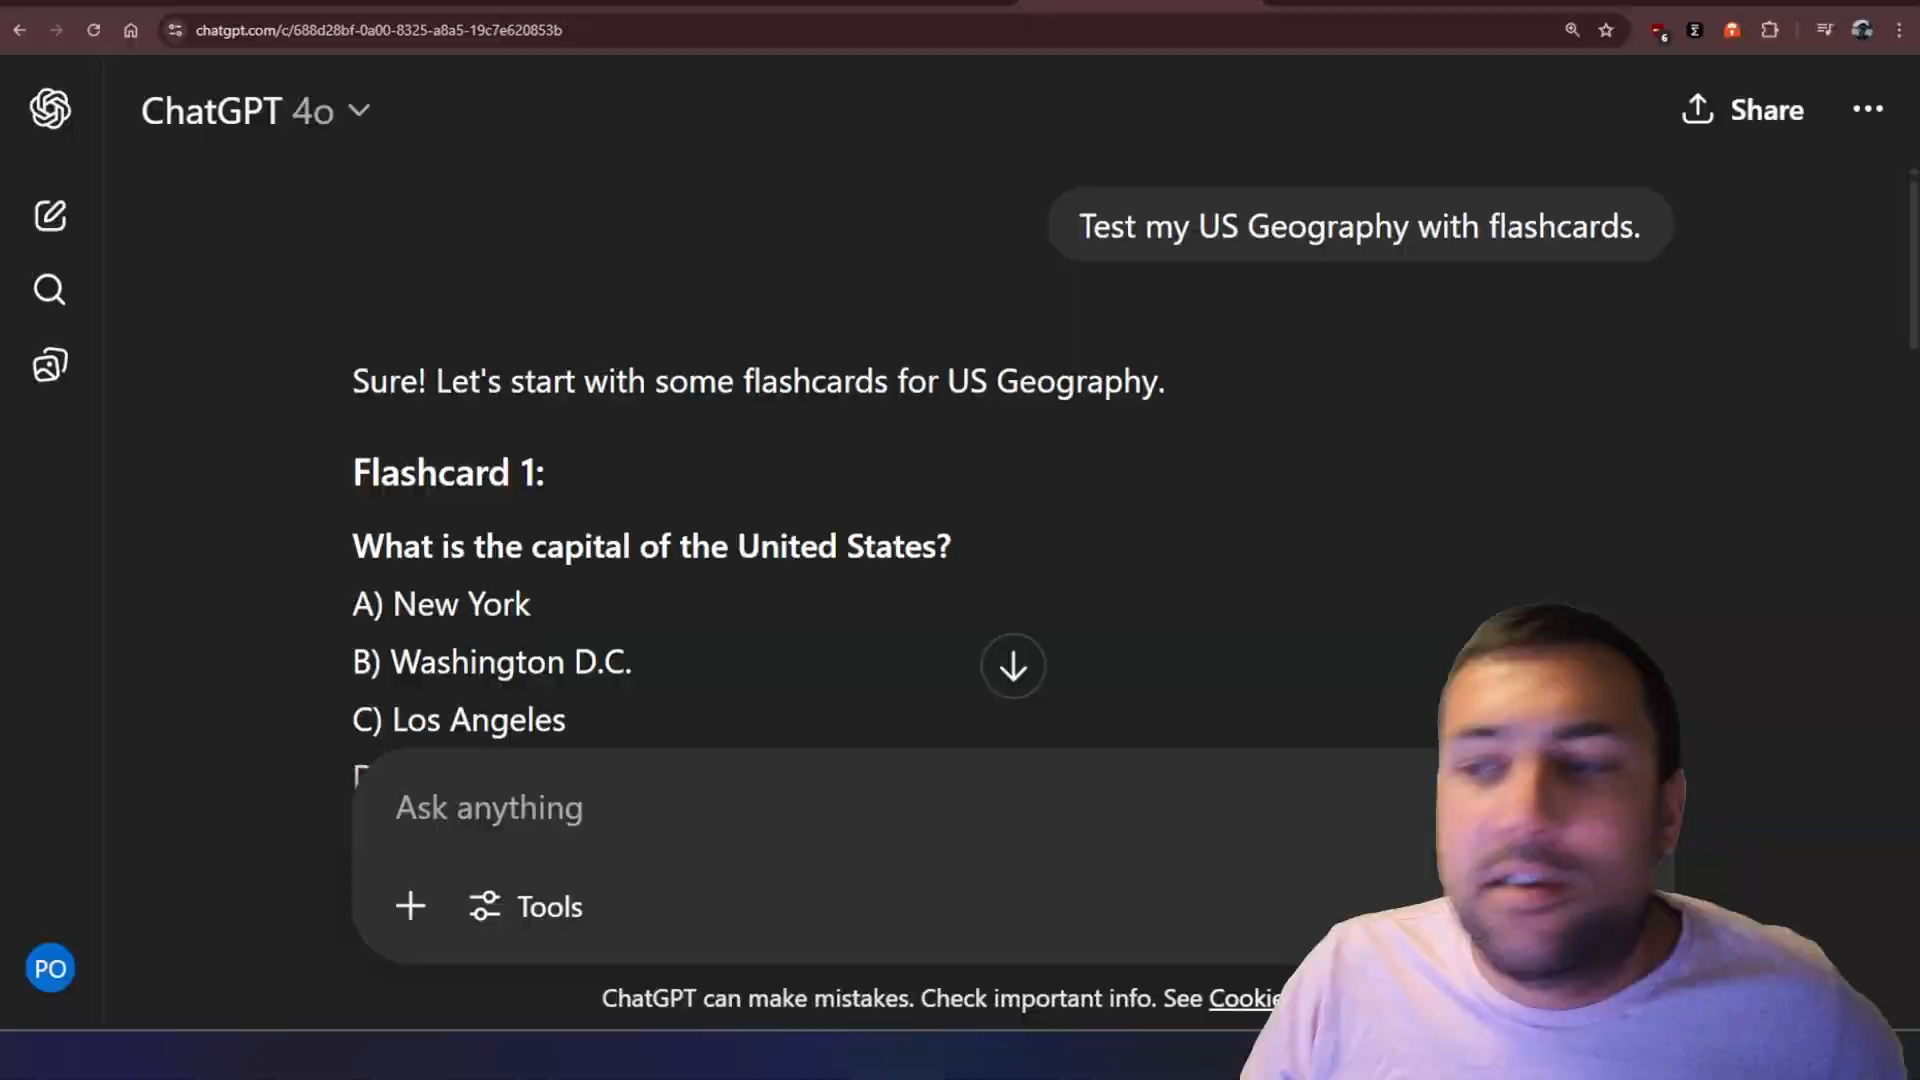 chatgpt.com/c/688d28bf-0a00-8325-a8a5-19c7e620853b
6
ChatGPT 4o
Share
Test my US Geography with flashcards.
Sure! Let's start with some flashcards for US Geography.
Flashcard 1:
What is the capital of the United States?
A) New York
B) Washington D.C.
C) Los Angeles
Ask anything
Tools
PO
ChatGPT can make mistakes. Check important info. See Cookie